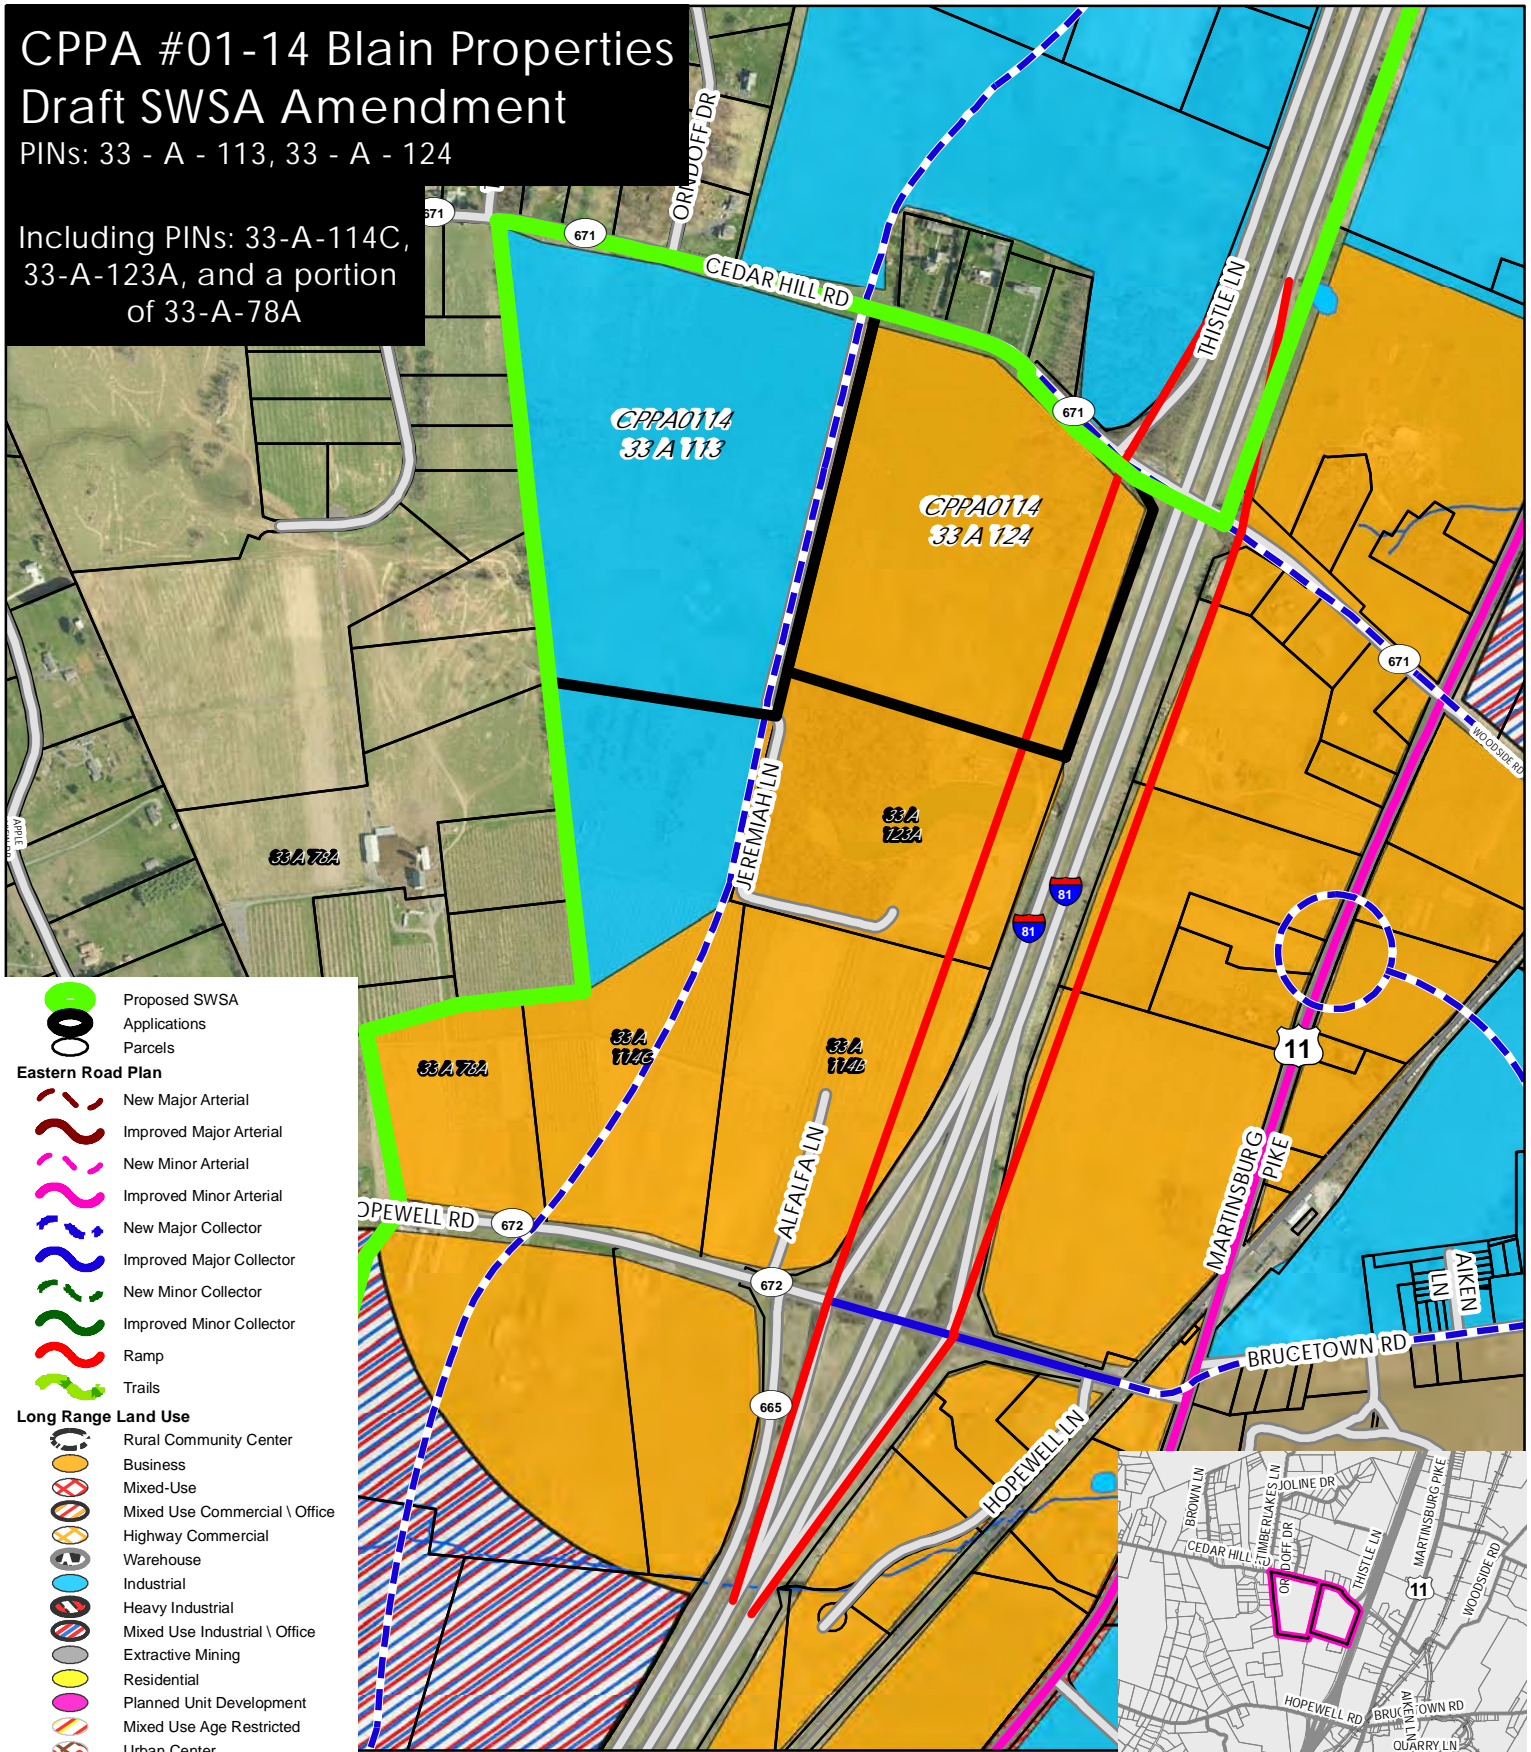 CPPA #01-14 Blain Properties
Draft SWSA Amendment
PINs: 33 - A - 113, 33 - A - 124
Including PINs: 33-A-114C,
33-A-123A, and a portion
of 33-A-78A
ORNDOFF DR
671
671
CEDAR HILL RD
THISTLE LN
671
CPPA0114
33 A 113
CPPA0114
33 A 124
671
WOODSIDE RD
JEREMIAH LN
33 A
123A
APPLE
33 A 78A
81
81
33 A 78A
33 A
114C
33 A
114B
11
ALFALFA LN
MARTINSBURG
PIKE
OPEWELL RD
672
672
AIKEN
LN
BRUCETOWN RD
665
HOPEWELL LN
Proposed SWSA
Applications
Parcels
Eastern Road Plan
New Major Arterial
Improved Major Arterial
New Minor Arterial
Improved Minor Arterial
New Major Collector
Improved Major Collector
New Minor Collector
Improved Minor Collector
Ramp
Trails
Long Range Land Use
Rural Community Center
Business
Mixed-Use
Mixed Use Commercial \ Office
Highway Commercial
Warehouse
Industrial
Heavy Industrial
Mixed Use Industrial \ Office
Extractive Mining
Residential
Planned Unit Development
Mixed Use Age Restricted
Urban Center
BROWN LN
TIMBERLAKES LN
JOLINE DR
MARTINSBURG PIKE
CEDAR HILL
THISTLE LN
WOODSIDE RD
11
HOPEWELL RD
AIKEN LN
QUARRY LN